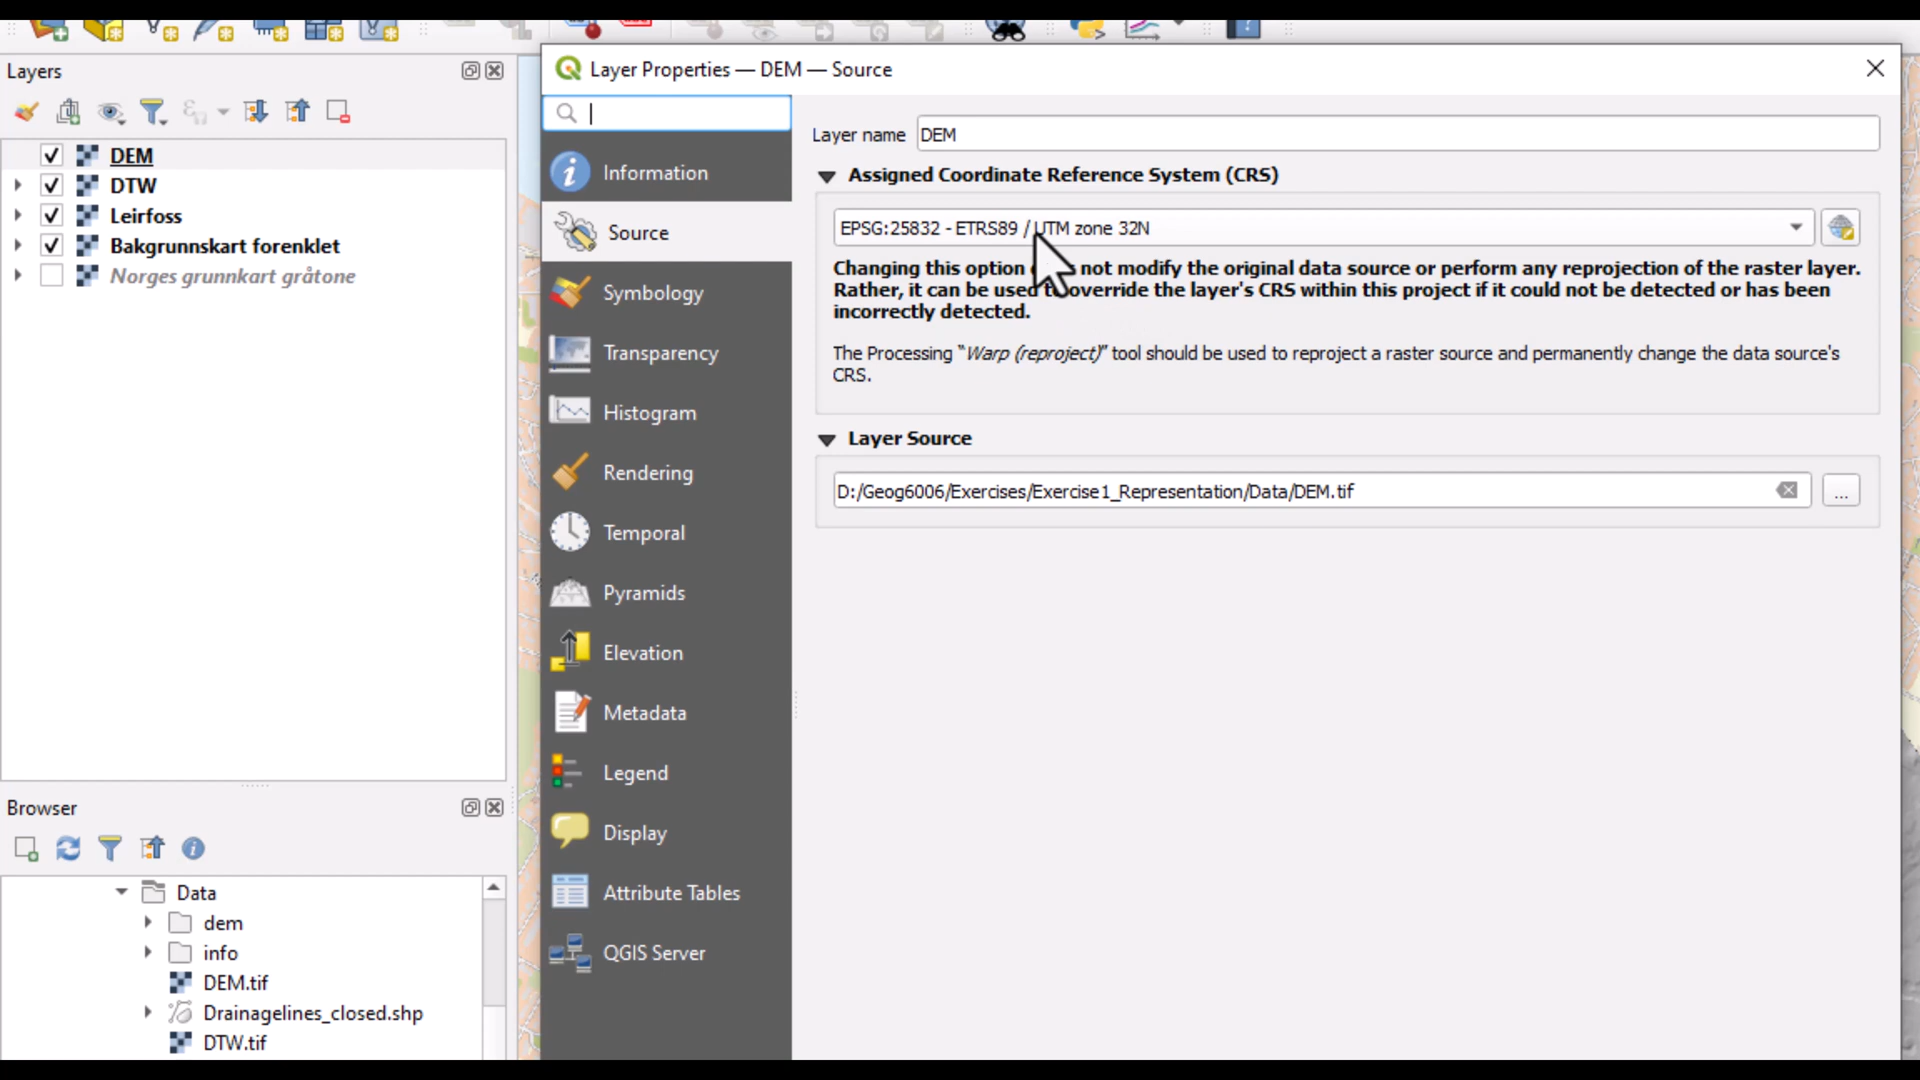 Layers
DEM
DTW
Leirfoss
Bakgrunnskart forenklet
Norges grunnkart gråtone
Browser
Data
dem
info
DEM.tif
Drainagelines_closed.shp
DTW.tif
Layer Properties — DEM — Source
Information
Source
Symbology
Transparency
Histogram
Rendering
Temporal
Pyramids
Elevation
Metadata
Legend
Display
Attribute Tables
QGIS Server
Layer name DEM
Assigned Coordinate Reference System (CRS)
EPSG:25832 - ETRS89 / UTM zone 32N
Changing this option not modify the original data source or perform any reprojection of the raster layer.
Rather, it can be used to override the layer's CRS within this project if it could not be detected or has been
incorrectly detected.
The Processing “Warp (reproject)” tool should be used to reproject a raster source and permanently change the data source's
CRS.
Layer Source
D:/Geog6006/Exercises/Exercise1_Representation/Data/DEM.tif
...